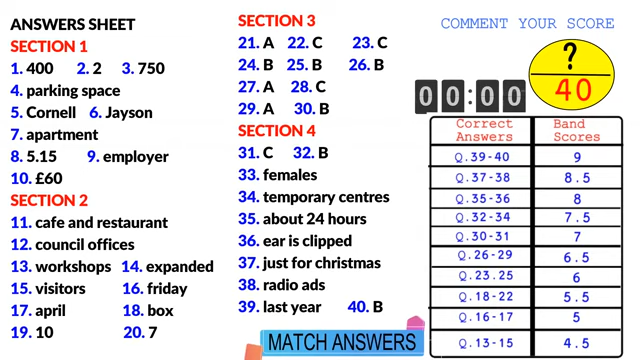 ANSWERS SHEET
SECTION 1
1. 400 2. 2 3. 750
4. parking space
5. Cornell 6. Jayson
7. apartment
8. 5.15 9. employer
10. £60
SECTION 2
11. cafe and restaurant
12. council offices
13. workshops 14. expanded
15. visitors 16. friday
17. april 18. box
19. 10 20. 7
SECTION 3
21. A 22. C 23. C
24. B 25. B 26. B
27. A 28. C
29. A 30. B
SECTION 4
31. C 32. B
33. females
34. temporary centres
35. about 24 hours
36. ear is clipped
37. just for christmas
38. radio ads
39. last year 40. B
MATCH ANSWERS
COMMENT YOUR SCORE
?
40
00:00
Correct Answers Band Scores
Q.39-40 9
Q.37-38 8.5
Q.35-36 8
Q.32-34 7.5
Q.30-31 7
Q.26-29 6.5
Q.23.25 6
Q.18-22 5.5
Q.16-17 5
Q.13-15 4.5